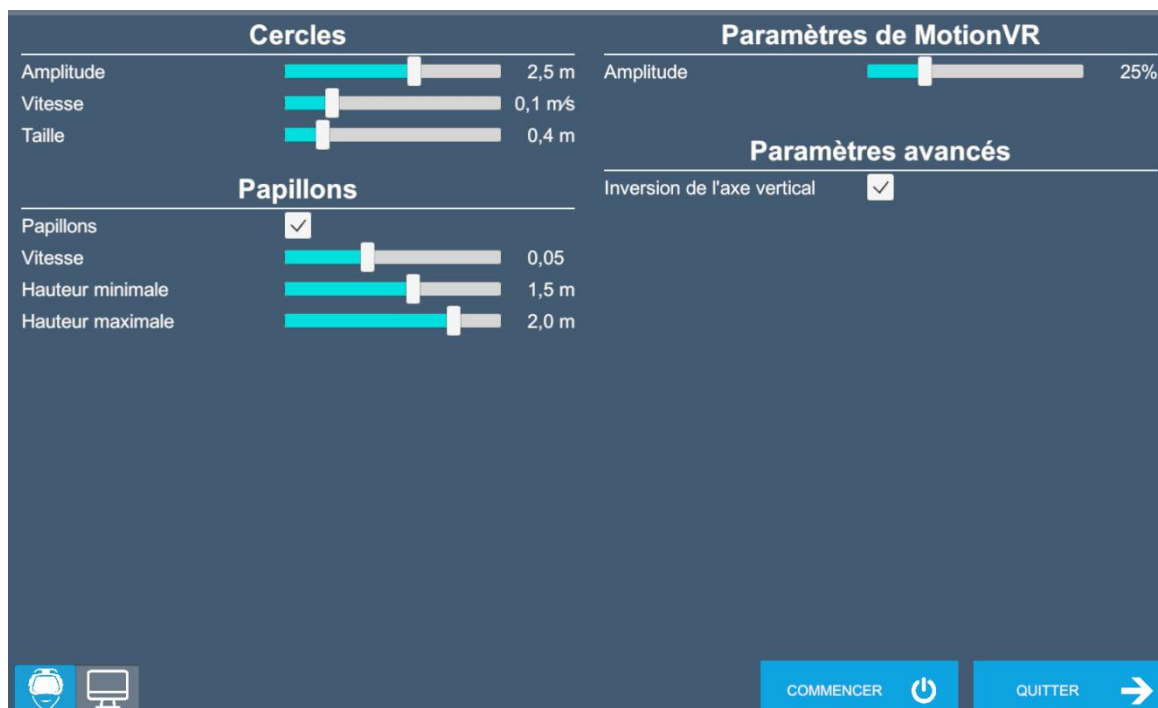 Cercles
Amplitude 2,5 m
Vitesse 0,1 m/s
Taille 0,4 m
Papillons
Papillons
Vitesse 0,05
Hauteur minimale 1,5 m
Hauteur maximale 2,0 m
Paramètres de MotionVR
Amplitude 25%
Paramètres avancés
Inversion de l'axe vertical
COMMENCER
QUITTER